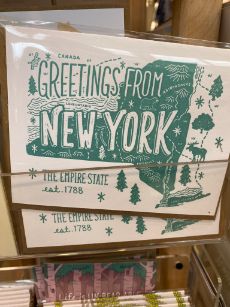 CANADA
GREETINGS FROM
NEW YORK
THE EMPIRE STATE
est. 1788
THE EMPIRE STATE
est. 1788